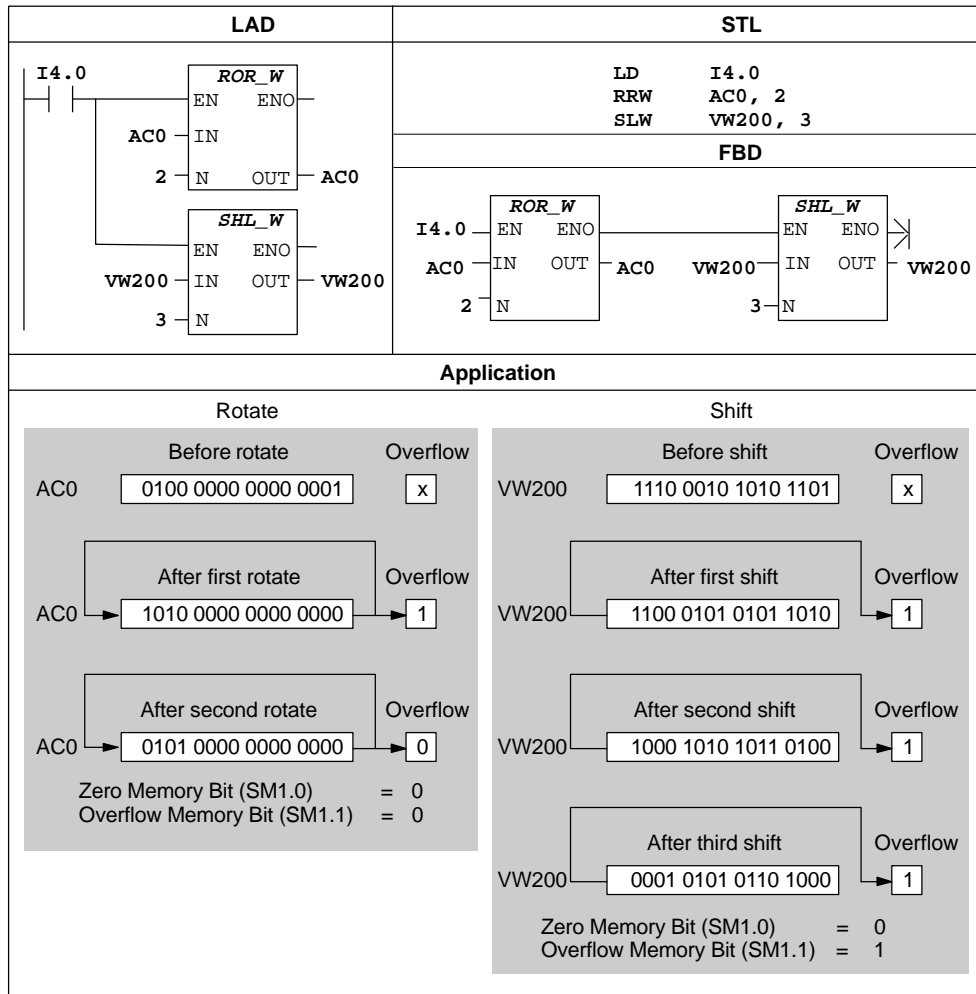 LAD
I4.0
ROR_W
EN ENO
AC0 IN
2 N OUT AC0
SHL_W
EN ENO
VW200 IN OUT VW200
3 N
STL
LD I4.0
RRW AC0, 2
SLW VW200, 3
FBD
ROR_W SHL_W
I4.0 EN ENO EN ENO
AC0 IN OUT AC0 VW200 IN OUT VW200
2 N 3 N
Application
Rotate
Before rotate Overflow
AC0 0100 0000 0000 0001 x
After first rotate Overflow
AC0 1010 0000 0000 0000 1
After second rotate Overflow
AC0 0101 0000 0000 0000 0
Zero Memory Bit (SM1.0) = 0
Overflow Memory Bit (SM1.1) = 0
Shift
Before shift Overflow
VW200 1110 0010 1010 1101 x
After first shift Overflow
VW200 1100 0101 0101 1010 1
After second shift Overflow
VW200 1000 1010 1011 0100 1
After third shift Overflow
VW200 0001 0101 0110 1000 1
Zero Memory Bit (SM1.0) = 0
Overflow Memory Bit (SM1.1) = 1